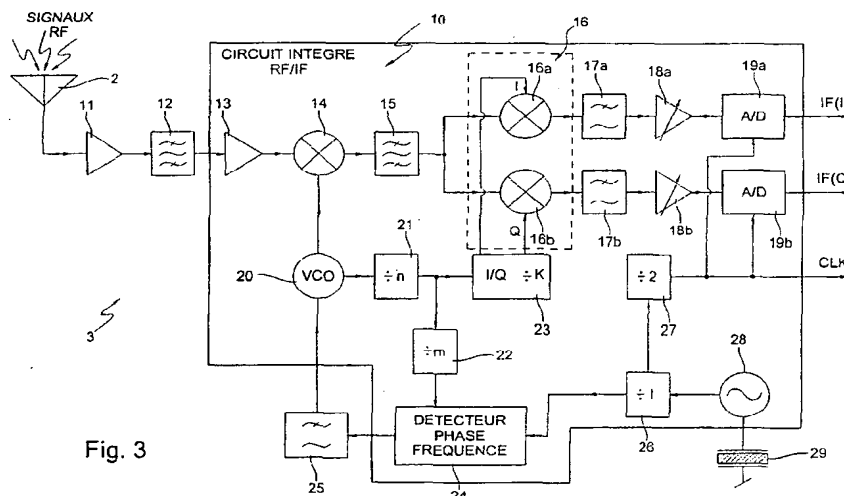 SIGNAUX
RF
2
3
10
CIRCUIT INTEGRE
RF/IF
11
12
13
14
15
16
I
16a
17a
18a
19a
A/D
IF(I
Q
16b
17b
18b
A/D
19b
IF(Q
CLK
20
VCO
21
÷n
I/Q ÷K
23
÷2
27
÷m
22
28
DETECTEUR
PHASE
FREQUENCE
24
25
÷l
26
29
Fig. 3